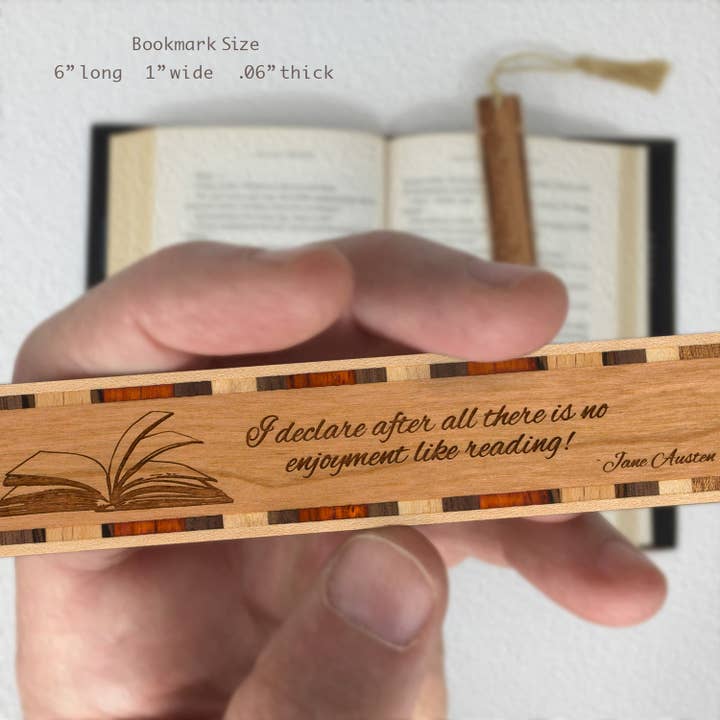 Bookmark Size
6” long 1” wide .06” thick
I declare after all there is no
enjoyment like reading!
~Jane Austen